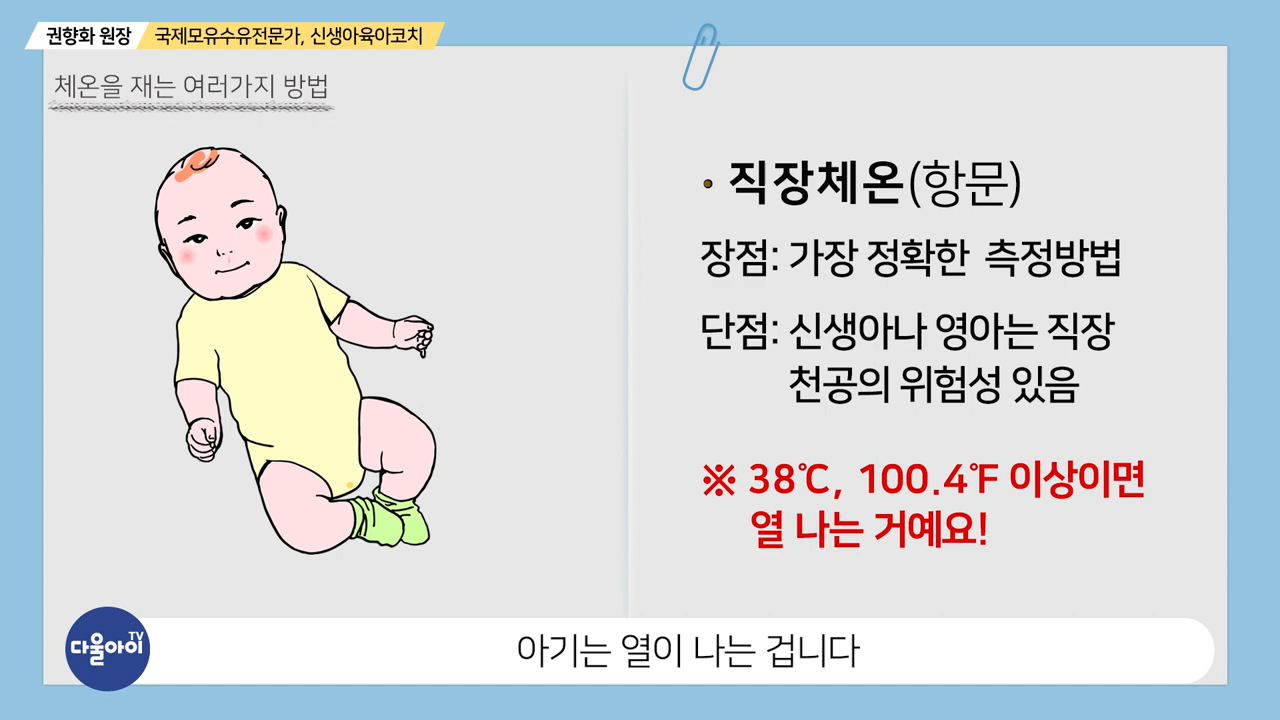 권향화 원장 국제모유수유전문가, 신생아육아코치
체온을 재는 여러가지 방법
• 직장체온(항문)
장점: 가장 정확한 측정방법
단점: 신생아나 영아는 직장
천공의 위험성 있음
※ 38℃, 100.4℉ 이상이면
열 나는 거예요!
다울아이 TV
아기는 열이 나는 겁니다